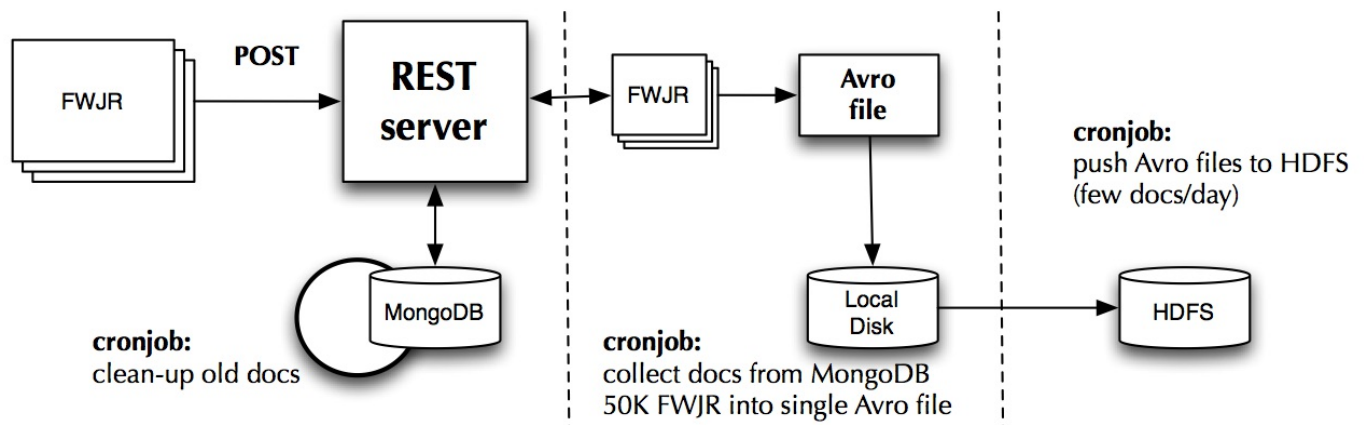 FWJR
POST
REST
server
MongoDB
cronjob:
clean-up old docs
FWJR
Avro
file
Local
Disk
cronjob:
collect docs from MongoDB
50K FWJR into single Avro file
cronjob:
push Avro files to HDFS
(few docs/day)
HDFS